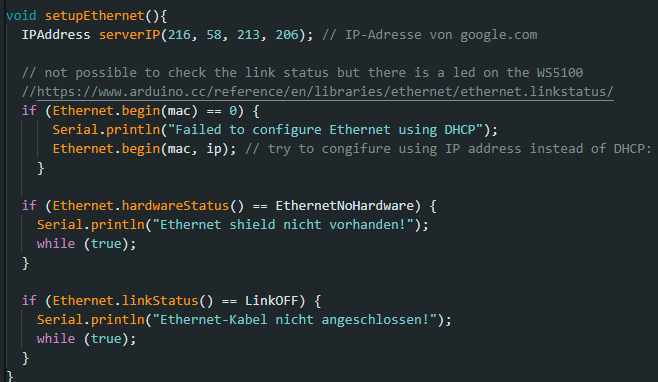 void setupEthernet(){
  IPAddress serverIP(216, 58, 213, 206); // IP-Adresse von google.com

  // not possible to check the link status but there is a led on the WS5100
  //https://www.arduino.cc/reference/en/libraries/ethernet/ethernet.linkstatus/
  if (Ethernet.begin(mac) == 0) {
      Serial.println("Failed to configure Ethernet using DHCP");
      Ethernet.begin(mac, ip); // try to congifure using IP address instead of DHCP:
    }

  if (Ethernet.hardwareStatus() == EthernetNoHardware) {
    Serial.println("Ethernet shield nicht vorhanden!");
    while (true);
  }

  if (Ethernet.linkStatus() == LinkOFF) {
    Serial.println("Ethernet-Kabel nicht angeschlossen!");
    while (true);
  }
}